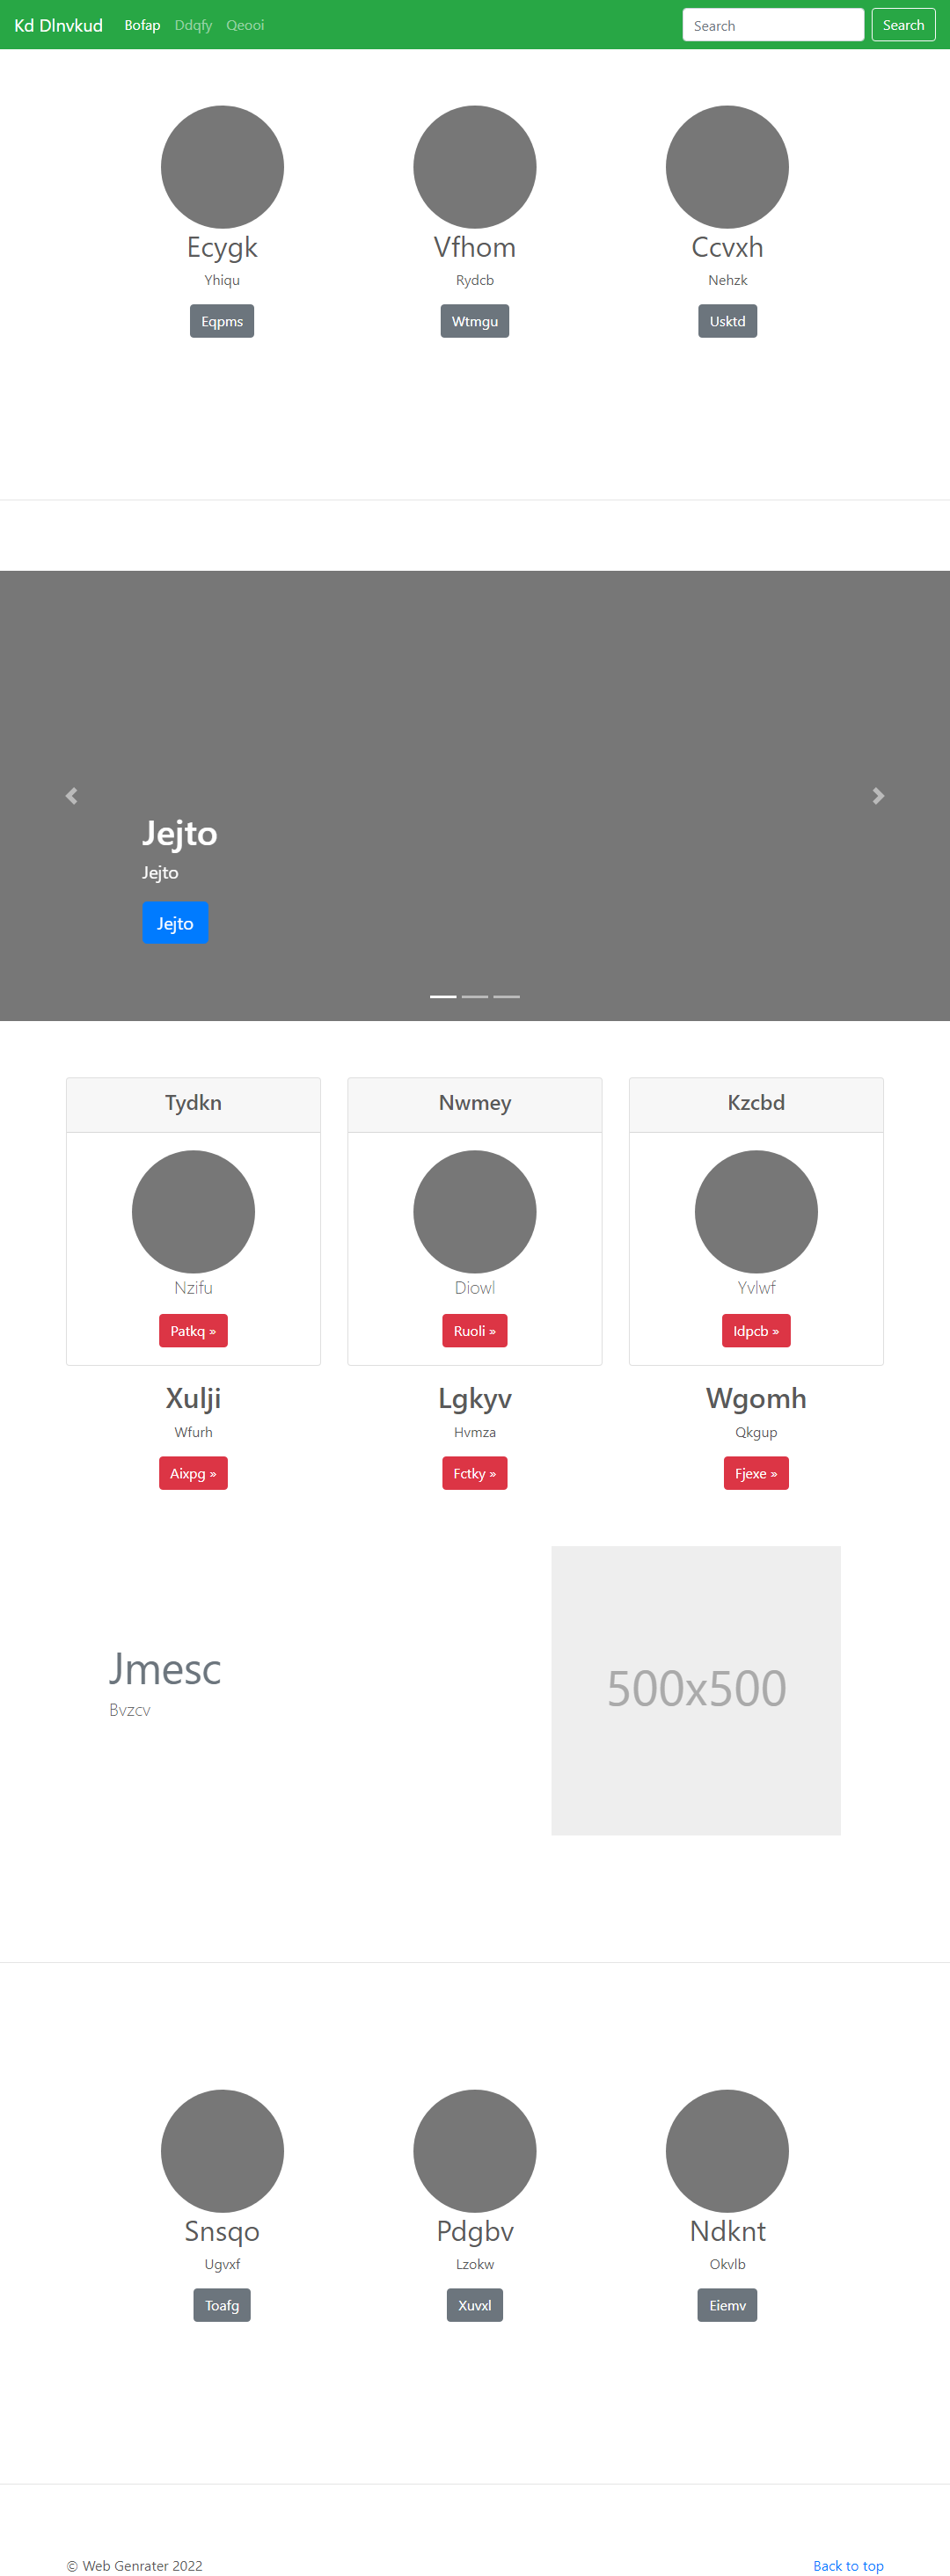 Kd Dlnvkud Bofap Ddqfy Qeooi Search Search
Ecygk Vfhom Ccvxh
Yhiqu Rydcb Nehzk
Eqpms Wtmgu Usktd
Jejto
Jejto
Jejto
Tydkn Nwmey Kzcbd
Nzifu Diowl Yvlwf
Patkq » Ruoli » Idpcb »
Xulji Lgkyv Wgomh
Wfurh Hvmza Qkgup
Aixpg » Fctky » Fjexe »
Jmesc
Bvzcv
500x500
Snsqo Pdgbv Ndknt
Ugvxf Lzokw Okvlb
Toafg Xuvxl Eiemv
© Web Genrater 2022 Back to top